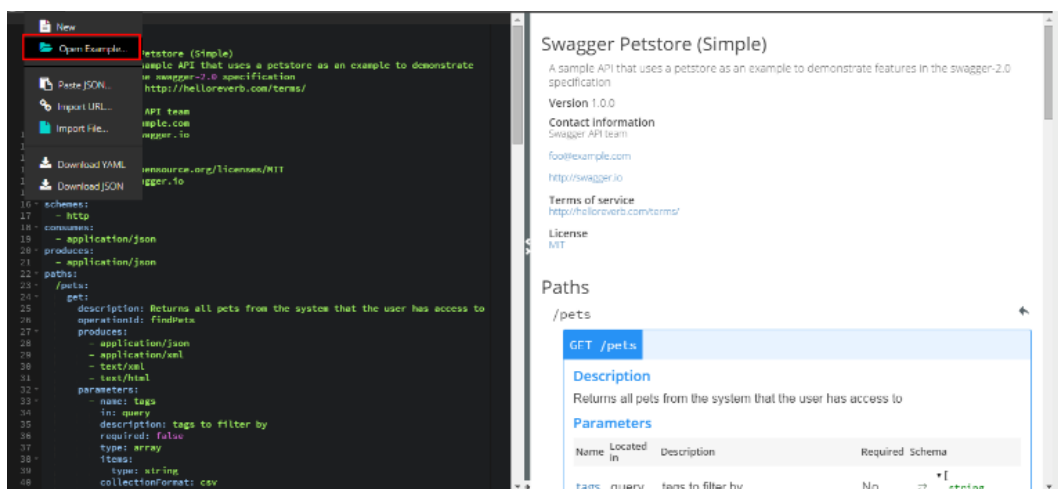 New
Open Example...
Paste JSON...
Import URL...
Import File...
Download YAML
Download JSON
Petstore (Simple)
ample API that uses a petstore as an example to demonstrate
swagger-2.0 specification
http://helloreverb.com/terms/
API team
mple.com
wagger.io
ensource.org/licenses/MIT
gger.io
16 schemes:
17 - http
18 consumes:
19 - application/json
20 produces:
21 - application/json
22 paths:
23 /pets:
24 get:
25 description: Returns all pets from the system that the user has access to
26 operationId: findPets
27 produces:
28 - application/json
29 - application/xml
30 - text/xml
31 - text/html
32 parameters:
33 - name: tags
34 in: query
35 description: tags to filter by
36 required: false
37 type: array
38 items:
39 type: string
40 collectionFormat: csv
Swagger Petstore (Simple)
A sample API that uses a petstore as an example to demonstrate features in the swagger-2.0
specification
Version 1.0.0
Contact information
Swagger API team
foo@example.com
http://swagger.io
Terms of service
http://helloreverb.com/terms/
License
MIT
Paths
/pets
GET /pets
Description
Returns all pets from the system that the user has access to
Parameters
Name Located in Description Required Schema
tags query tags to filter by No ⇄ ▾[
string